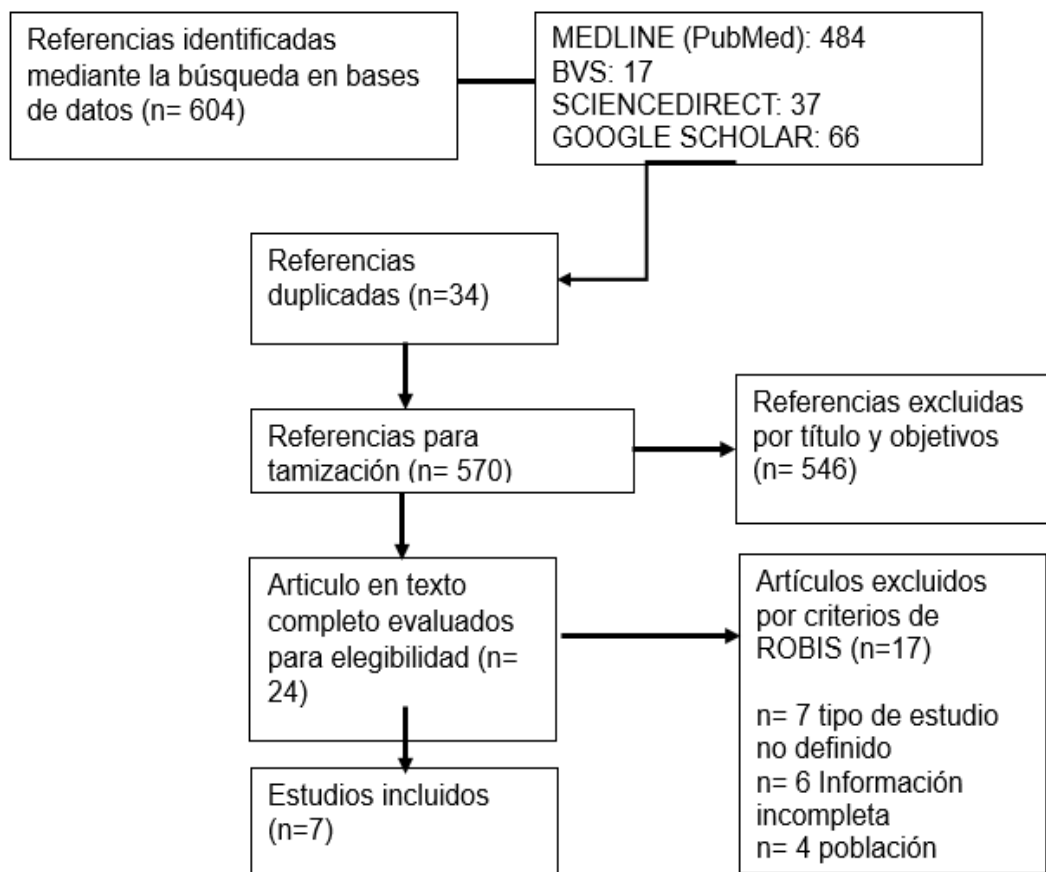 Referencias identificadas
mediante la búsqueda en bases
de datos (n= 604)
MEDLINE (PubMed): 484
BVS: 17
SCIENCEDIRECT: 37
GOOGLE SCHOLAR: 66
Referencias
duplicadas (n=34)
Referencias para
tamización (n= 570)
Referencias excluidas
por título y objetivos
(n= 546)
Articulo en texto
completo evaluados
para elegibilidad (n=
24)
Artículos excluidos
por criterios de
ROBIS (n=17)
n= 7 tipo de estudio
no definido
n= 6 Información
incompleta
n= 4 población
Estudios incluidos
(n=7)